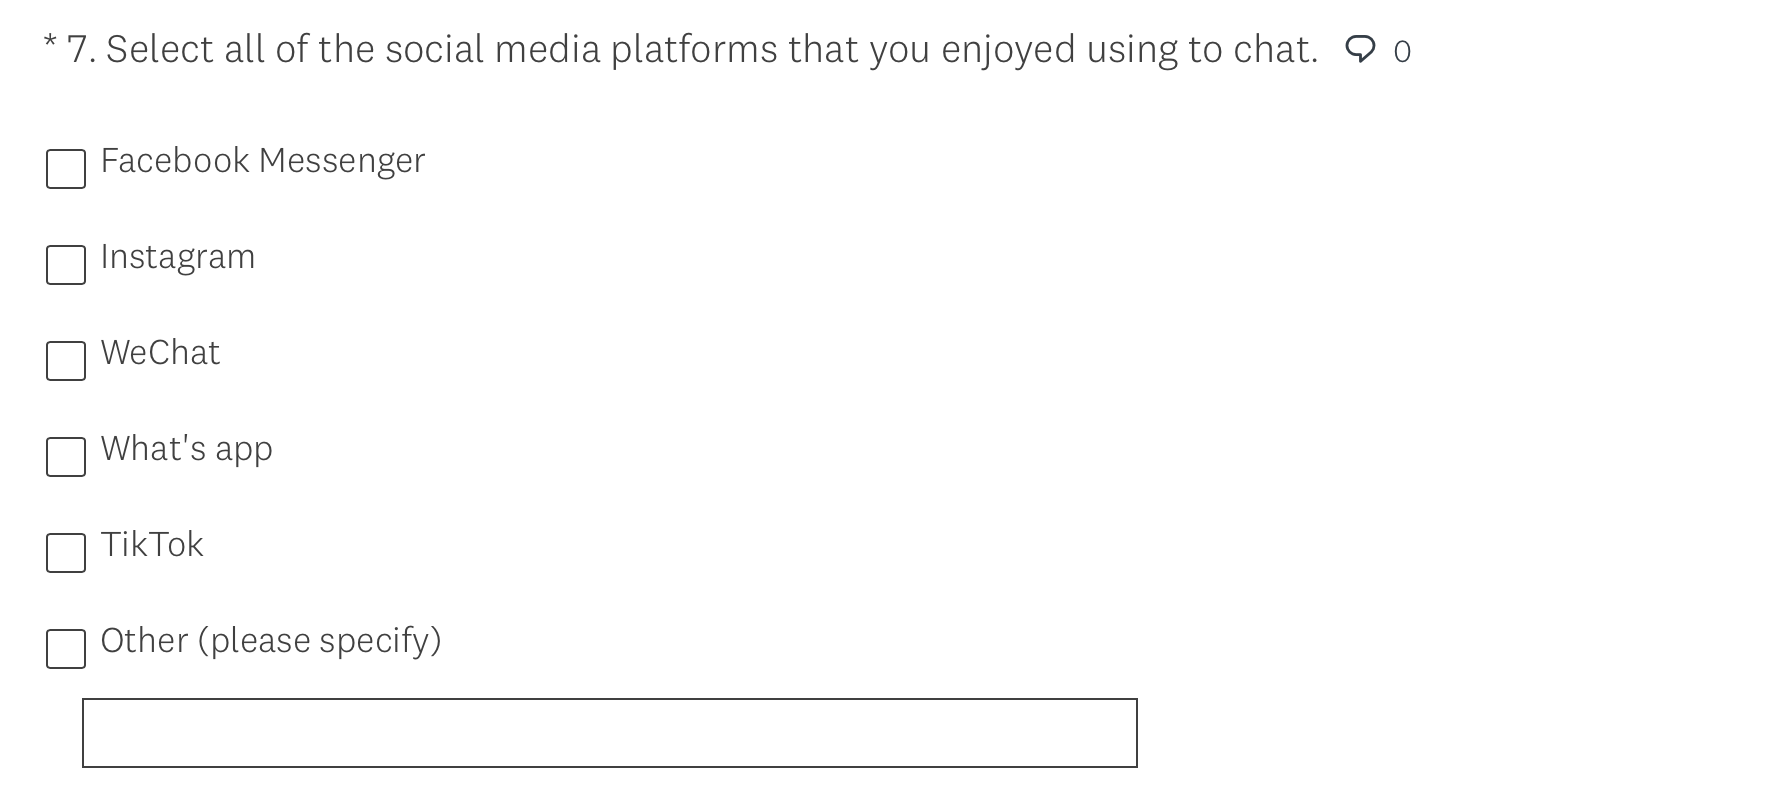 * 7. Select all of the social media platforms that you enjoyed using to chat. 0
Facebook Messenger
Instagram
WeChat
What's app
TikTok
Other (please specify)